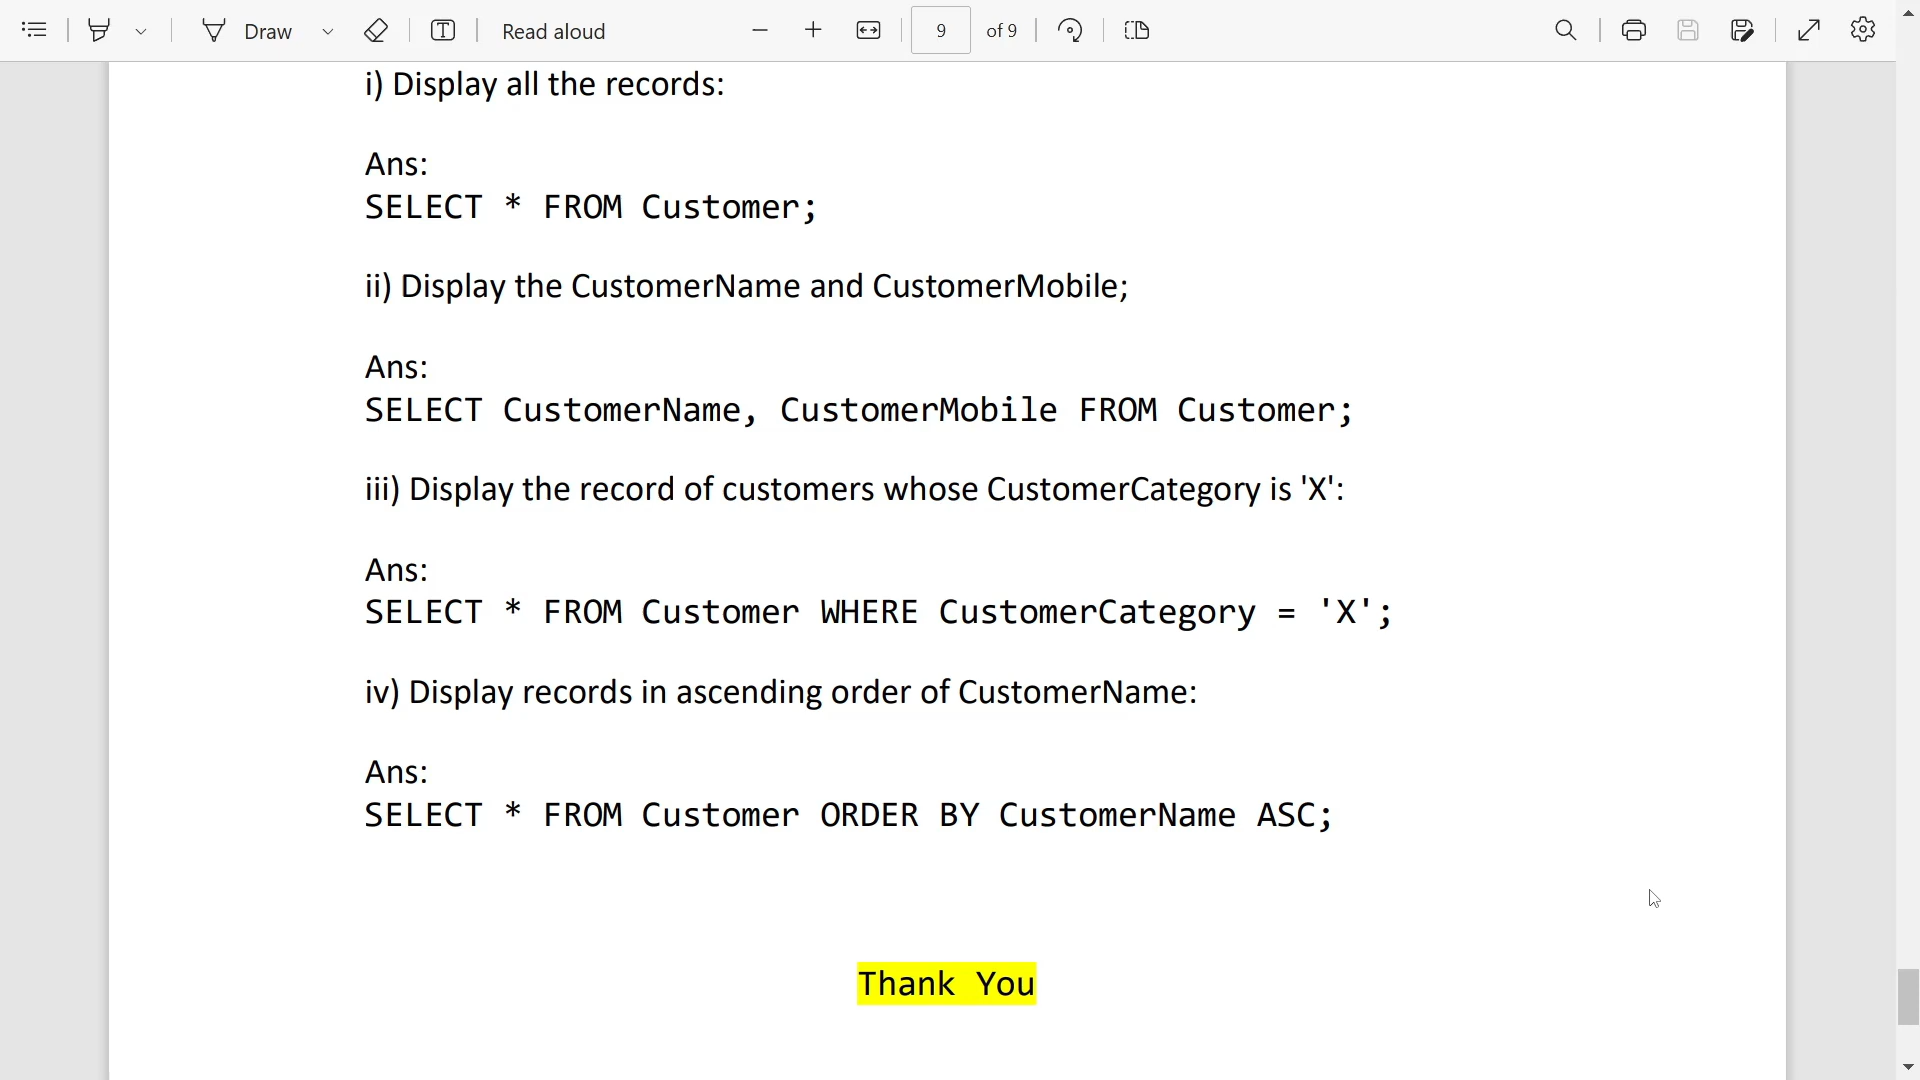 Draw
Read aloud
9 of 9
i) Display all the records:
Ans:
SELECT * FROM Customer;
ii) Display the CustomerName and CustomerMobile;
Ans:
SELECT CustomerName, CustomerMobile FROM Customer;
iii) Display the record of customers whose CustomerCategory is 'X':
Ans:
SELECT * FROM Customer WHERE CustomerCategory = 'X';
iv) Display records in ascending order of CustomerName:
Ans:
SELECT * FROM Customer ORDER BY CustomerName ASC;
Thank You